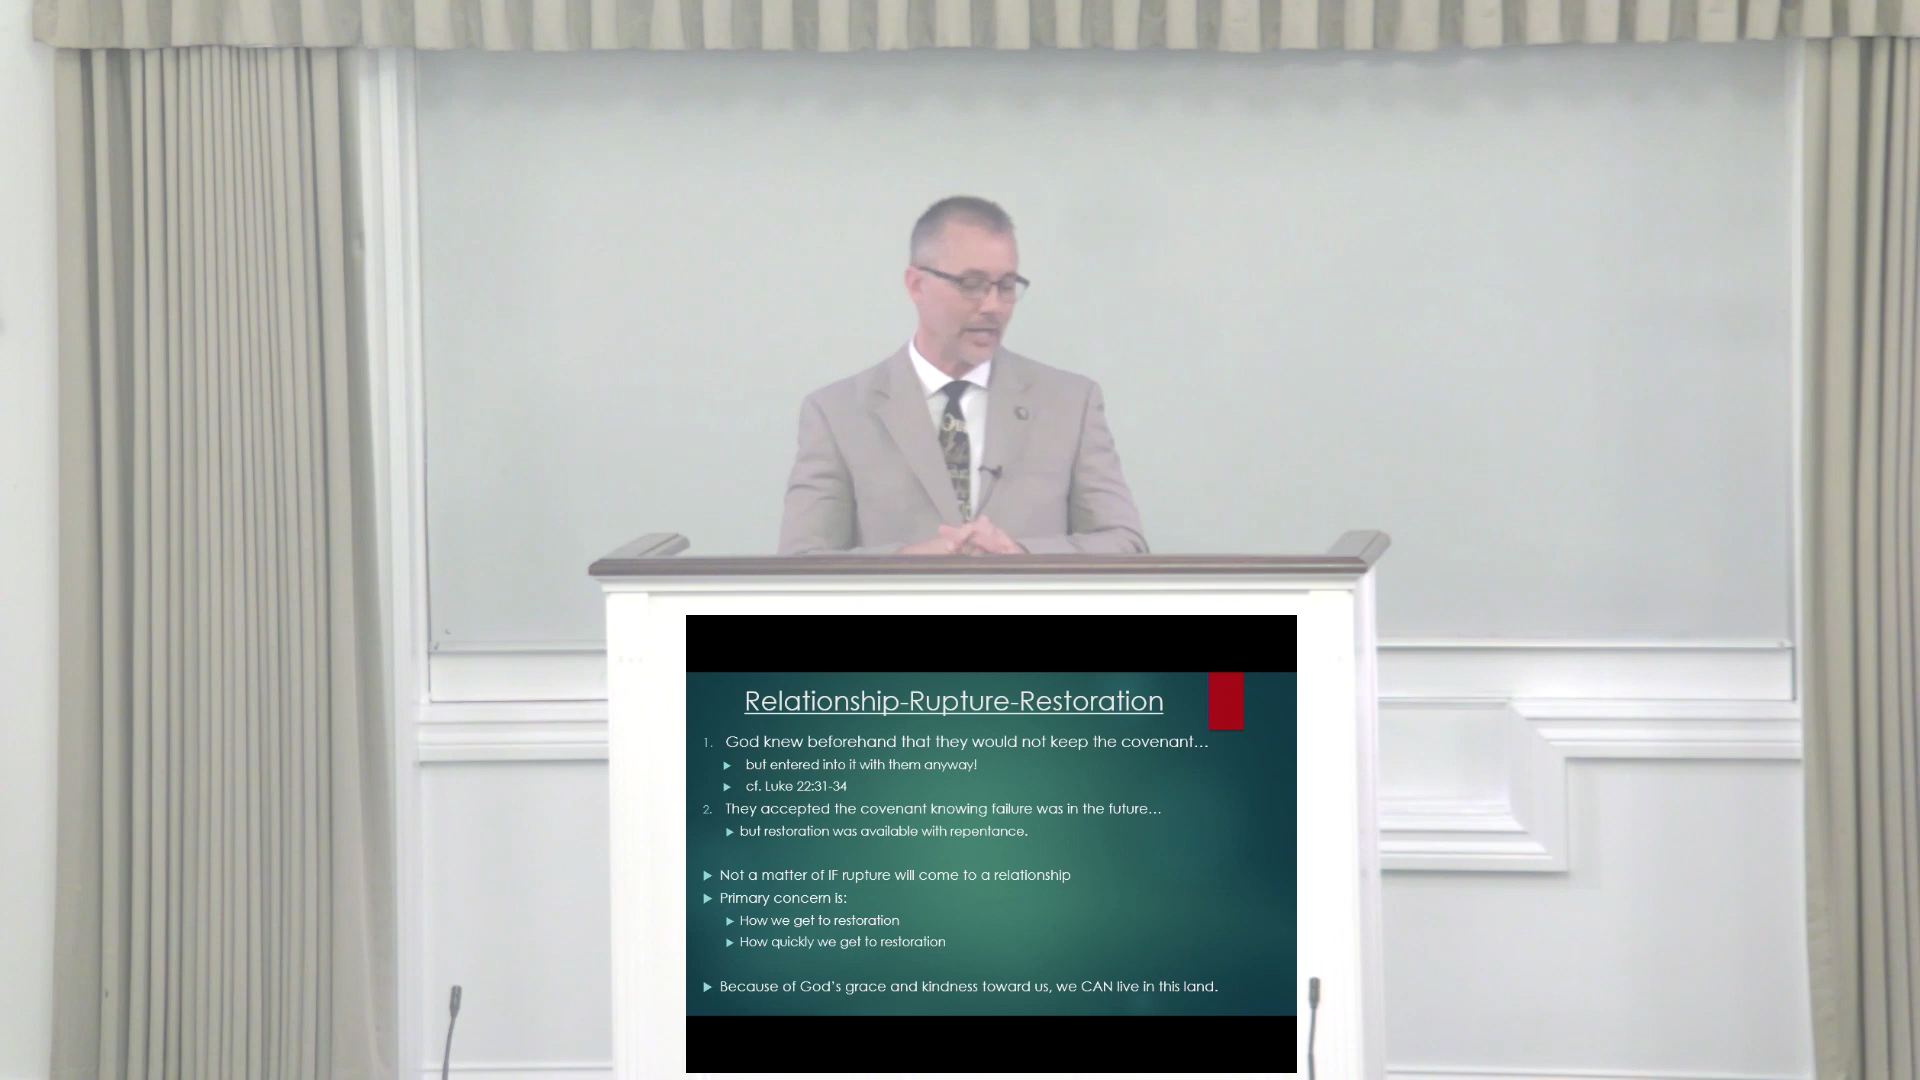 Relationship-Rupture-Restoration
1. God knew beforehand that they would not keep the covenant...
but entered into it with them anyway!
cf. Luke 22:31-34
2. They accepted the covenant knowing failure was in the future...
but restoration was available with repentance.
Not a matter of IF rupture will come to a relationship
Primary concern is:
How we get to restoration
How quickly we get to restoration
Because of God's grace and kindness toward us, we CAN live in this land.